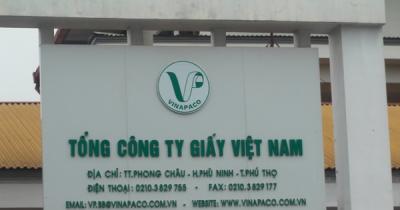 VP
VINAPACO
TỔNG CÔNG TY GIẤY VIỆT NAM
ĐỊA CHỈ: TT.PHONG CHÂU - H.PHÙ NINH - T.PHÚ THỌ
ĐIỆN THOẠI : 0210.3 829 755 - FAX: 0210.3 829 177
EMAIL: VP.BB@VINAPACO.COM.VN - WEBSITE: WWW.VINAPACO.COM.VN